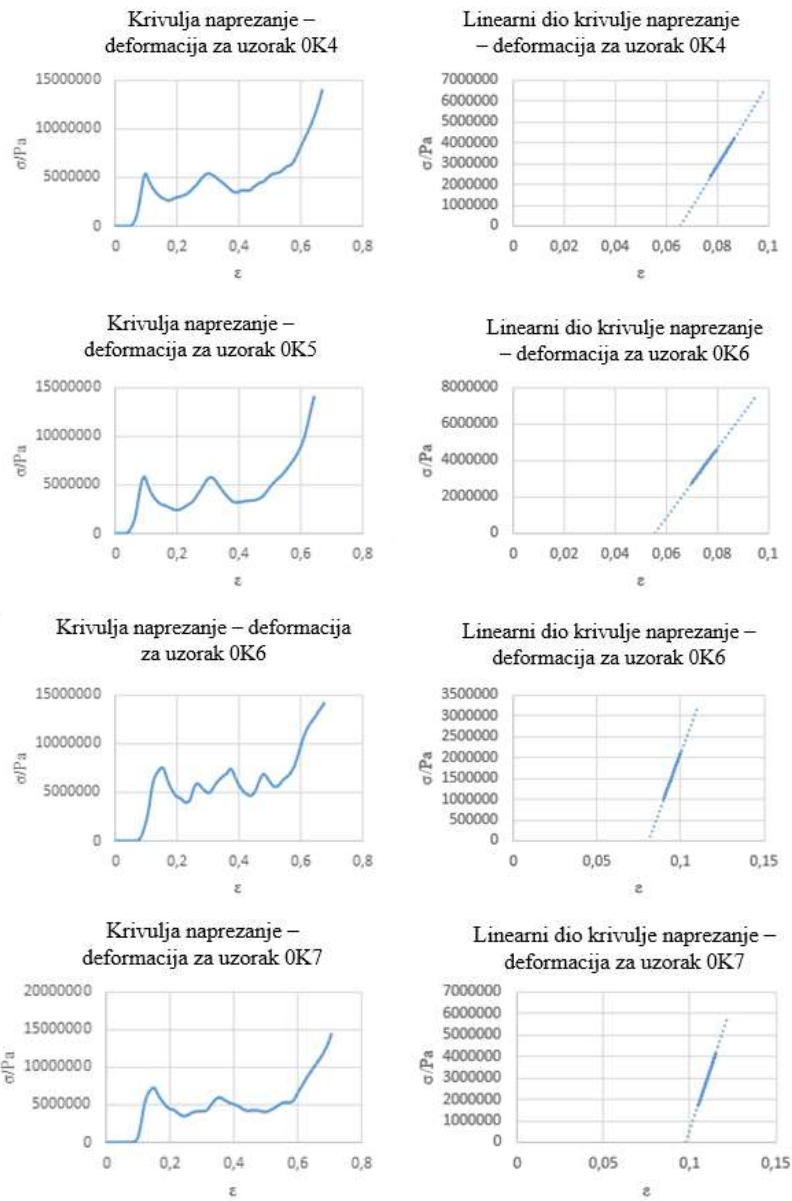 Krivulja naprezanje –
deformacija za uzorak 0K4
15000000
10000000
5000000
0
σ/Pa
0 0,2 0,4 0,6 0,8
ε
Linearni dio krivulje naprezanje
– deformacija za uzorak 0K4
7000000
6000000
5000000
4000000
3000000
2000000
1000000
0
σ/Pa
0 0,02 0,04 0,06 0,08 0,1
ε
Krivulja naprezanje –
deformacija za uzorak 0K5
15000000
10000000
5000000
0
σ/Pa
0 0,2 0,4 0,6 0,8
ε
Linearni dio krivulje naprezanje
– deformacija za uzorak 0K6
8000000
6000000
4000000
2000000
0
σ/Pa
0 0,02 0,04 0,06 0,08 0,1
ε
Krivulja naprezanje – deformacija
za uzorak 0K6
15000000
10000000
5000000
0
σ/Pa
0 0,2 0,4 0,6 0,8
ε
Linearni dio krivulje naprezanje –
deformacija za uzorak 0K6
3500000
3000000
2500000
2000000
1500000
1000000
500000
0
σ/Pa
0 0,05 0,1 0,15
ε
Krivulja naprezanje –
deformacija za uzorak 0K7
20000000
15000000
10000000
5000000
0
σ/Pa
0 0,2 0,4 0,6 0,8
ε
Linearni dio krivulje naprezanje –
deformacija za uzorak 0K7
7000000
6000000
5000000
4000000
3000000
2000000
1000000
0
σ/Pa
0 0,05 0,1 0,15
ε